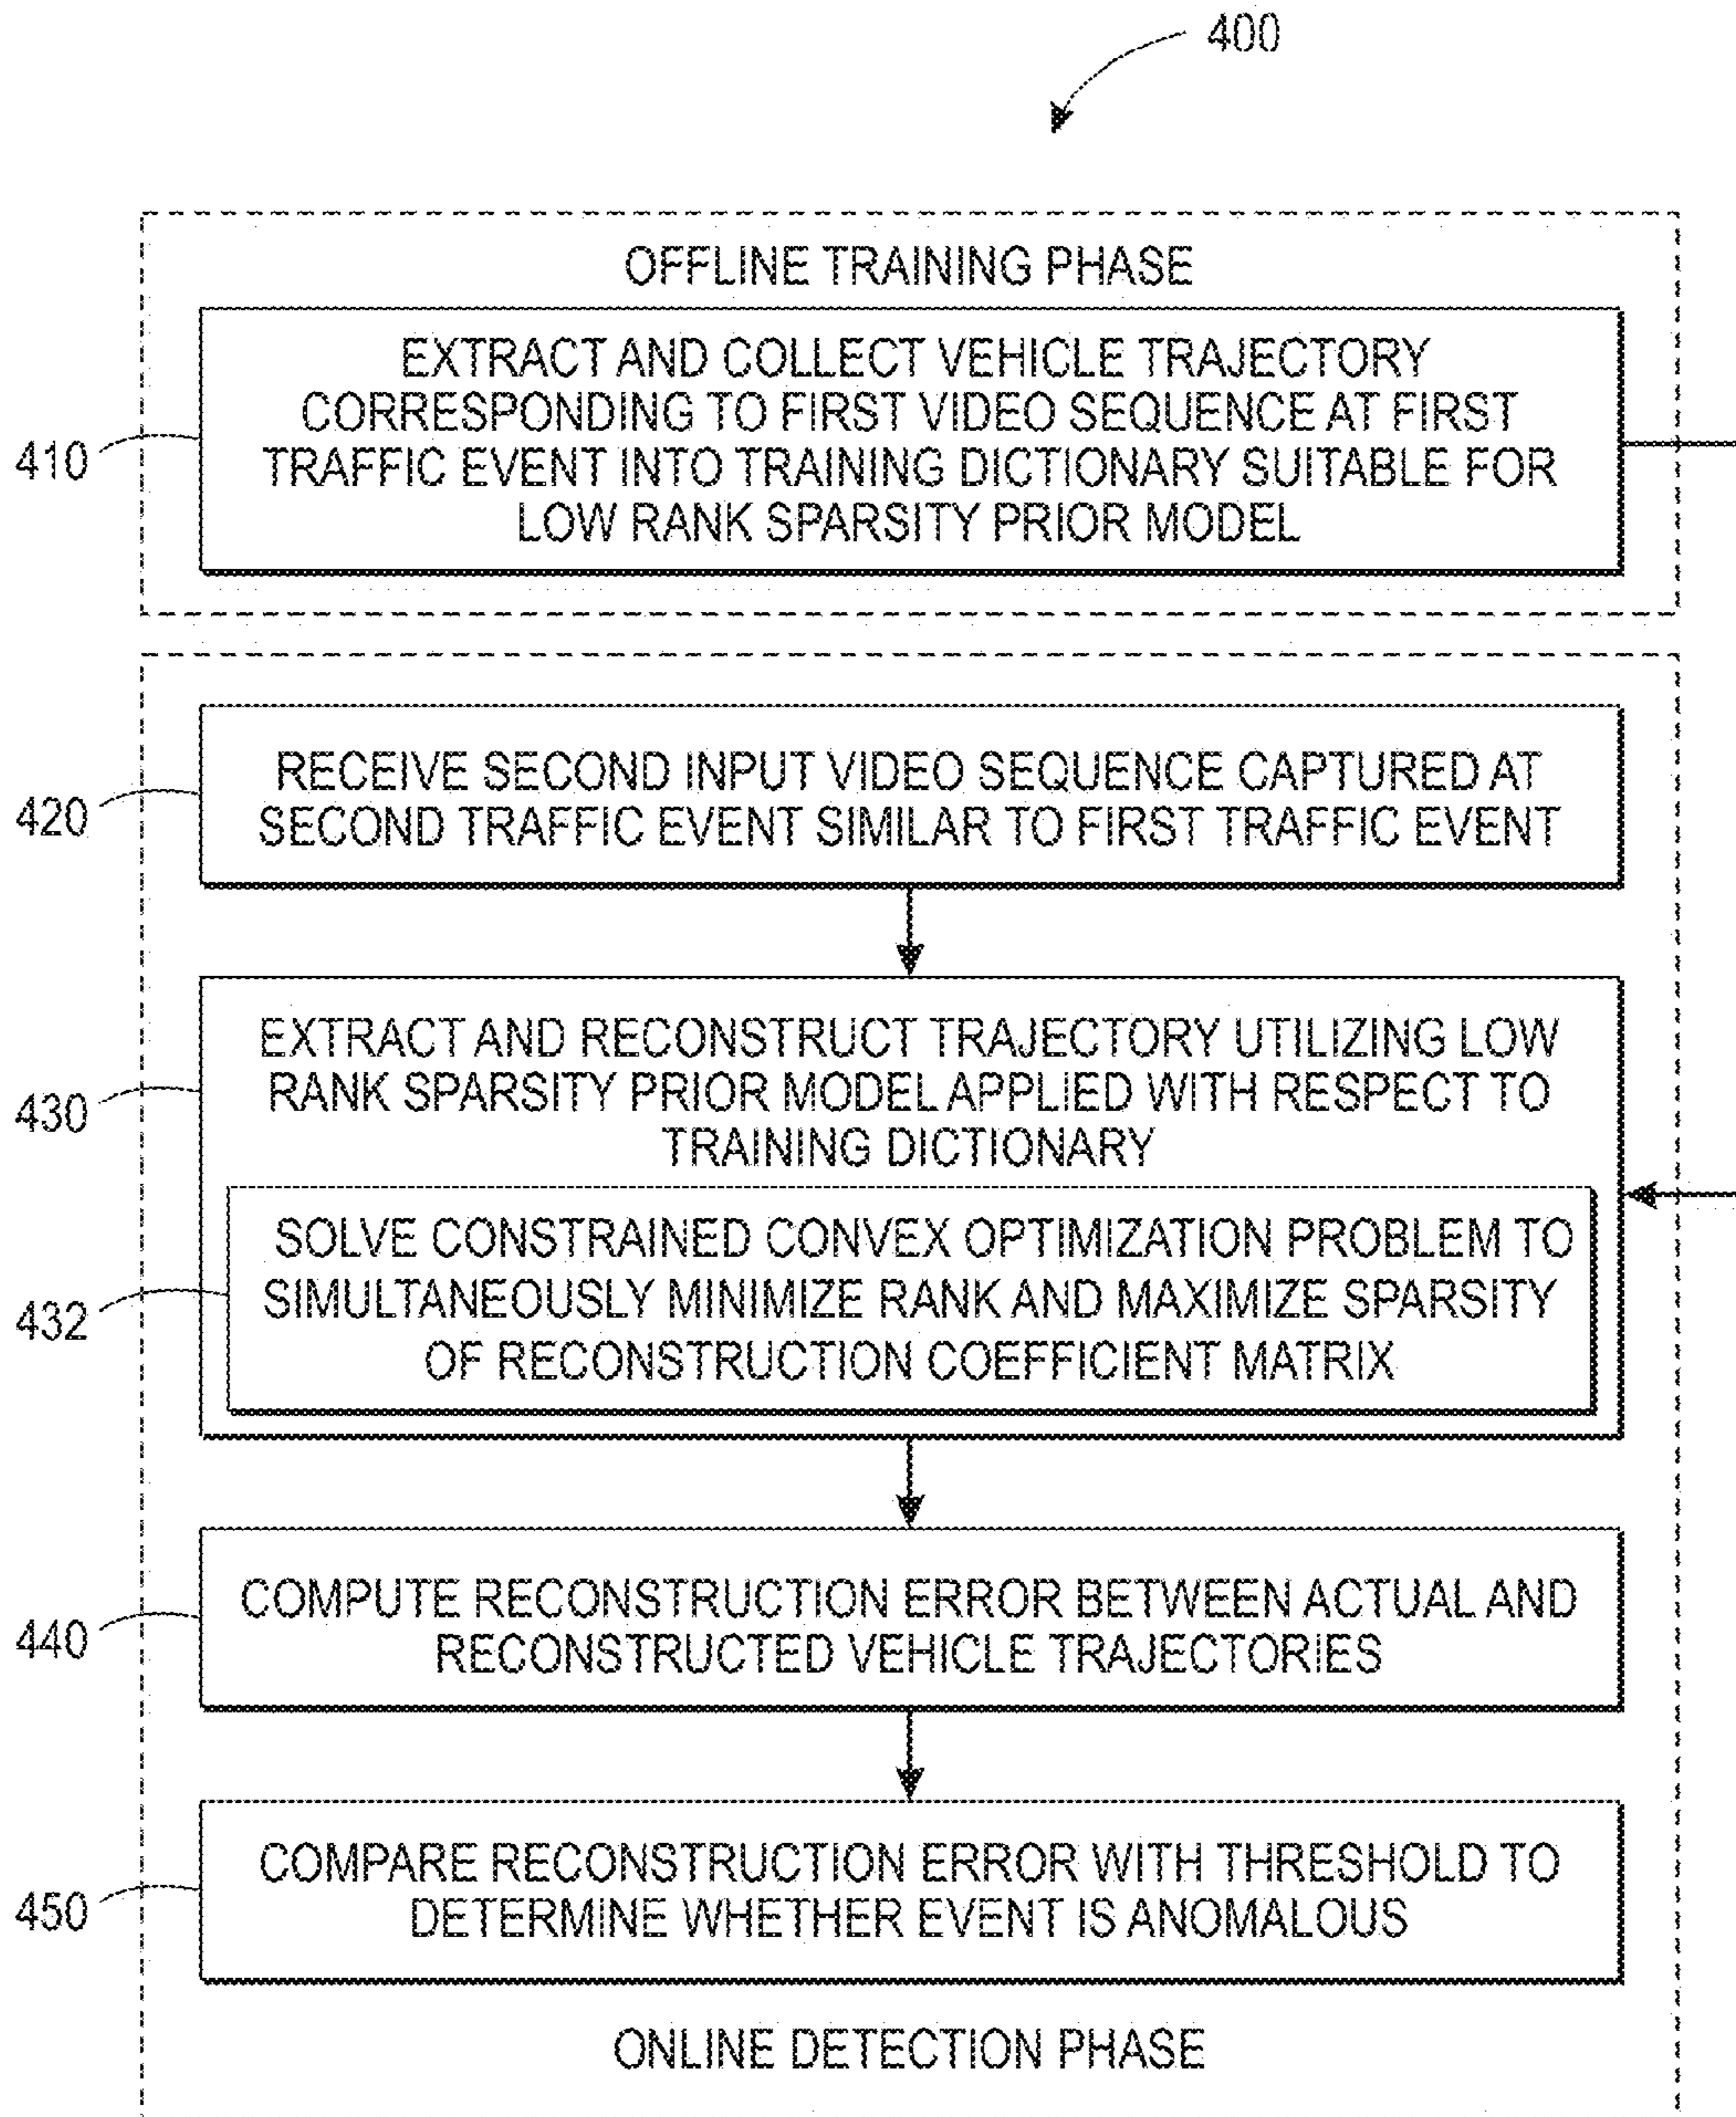 400
OFFLINE TRAINING PHASE
EXTRACT AND COLLECT VEHICLE TRAJECTORY
CORRESPONDING TO FIRST VIDEO SEQUENCE AT FIRST
TRAFFIC EVENT INTO TRAINING DICTIONARY SUITABLE FOR
LOW RANK SPARSITY PRIOR MODEL
410
RECEIVE SECOND INPUT VIDEO SEQUENCE CAPTURED AT
SECOND TRAFFIC EVENT SIMILAR TO FIRST TRAFFIC EVENT
420
EXTRACT AND RECONSTRUCT TRAJECTORY UTILIZING LOW
RANK SPARSITY PRIOR MODEL APPLIED WITH RESPECT TO
TRAINING DICTIONARY
430
SOLVE CONSTRAINED CONVEX OPTIMIZATION PROBLEM TO
SIMULTANEOUSLY MINIMIZE RANK AND MAXIMIZE SPARSITY
OF RECONSTRUCTION COEFFICIENT MATRIX
432
COMPUTE RECONSTRUCTION ERROR BETWEEN ACTUAL AND
RECONSTRUCTED VEHICLE TRAJECTORIES
440
COMPARE RECONSTRUCTION ERROR WITH THRESHOLD TO
DETERMINE WHETHER EVENT IS ANOMALOUS
450
ONLINE DETECTION PHASE